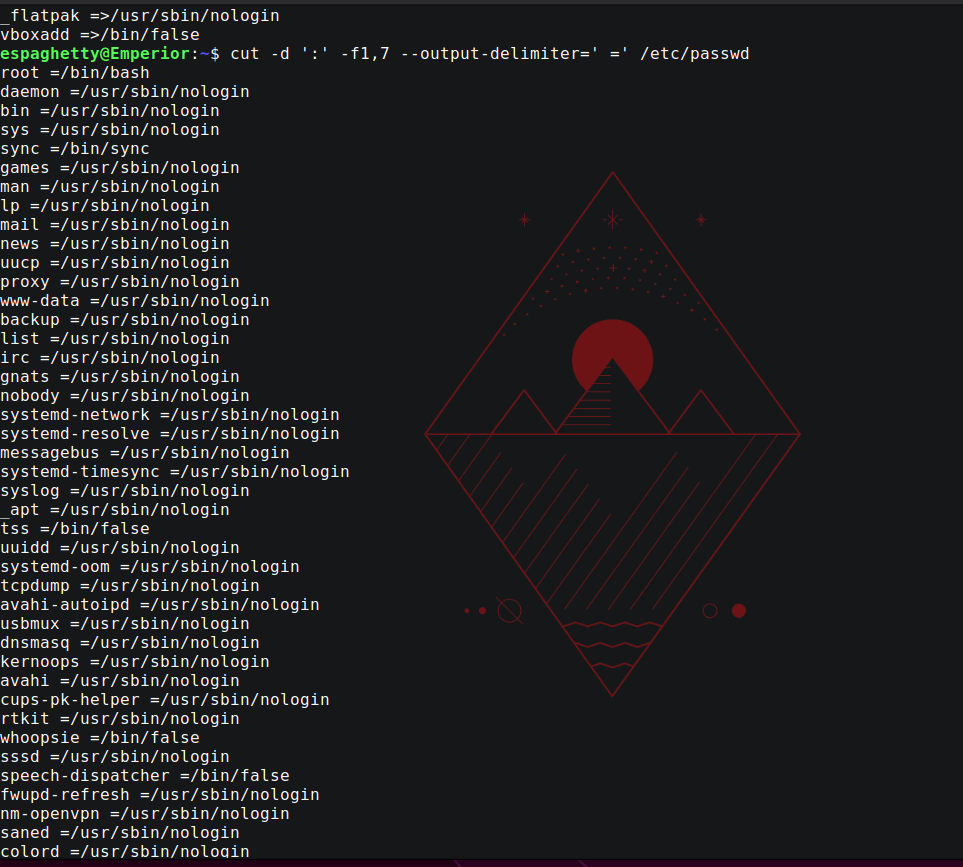 _flatpak =>/usr/sbin/nologin
vboxadd =>/bin/false
espaghetty@Emperior:~$ cut -d ':' -f1,7 --output-delimiter=' =' /etc/passwd
root =/bin/bash
daemon =/usr/sbin/nologin
bin =/usr/sbin/nologin
sys =/usr/sbin/nologin
sync =/bin/sync
games =/usr/sbin/nologin
man =/usr/sbin/nologin
lp =/usr/sbin/nologin
mail =/usr/sbin/nologin
news =/usr/sbin/nologin
uucp =/usr/sbin/nologin
proxy =/usr/sbin/nologin
www-data =/usr/sbin/nologin
backup =/usr/sbin/nologin
list =/usr/sbin/nologin
irc =/usr/sbin/nologin
gnats =/usr/sbin/nologin
nobody =/usr/sbin/nologin
systemd-network =/usr/sbin/nologin
systemd-resolve =/usr/sbin/nologin
messagebus =/usr/sbin/nologin
systemd-timesync =/usr/sbin/nologin
syslog =/usr/sbin/nologin
_apt =/usr/sbin/nologin
tss =/bin/false
uuidd =/usr/sbin/nologin
systemd-oom =/usr/sbin/nologin
tcpdump =/usr/sbin/nologin
avahi-autoipd =/usr/sbin/nologin
usbmux =/usr/sbin/nologin
dnsmasq =/usr/sbin/nologin
kernoops =/usr/sbin/nologin
avahi =/usr/sbin/nologin
cups-pk-helper =/usr/sbin/nologin
rtkit =/usr/sbin/nologin
whoopsie =/bin/false
sssd =/usr/sbin/nologin
speech-dispatcher =/bin/false
fwupd-refresh =/usr/sbin/nologin
nm-openvpn =/usr/sbin/nologin
saned =/usr/sbin/nologin
colord =/usr/sbin/nologin